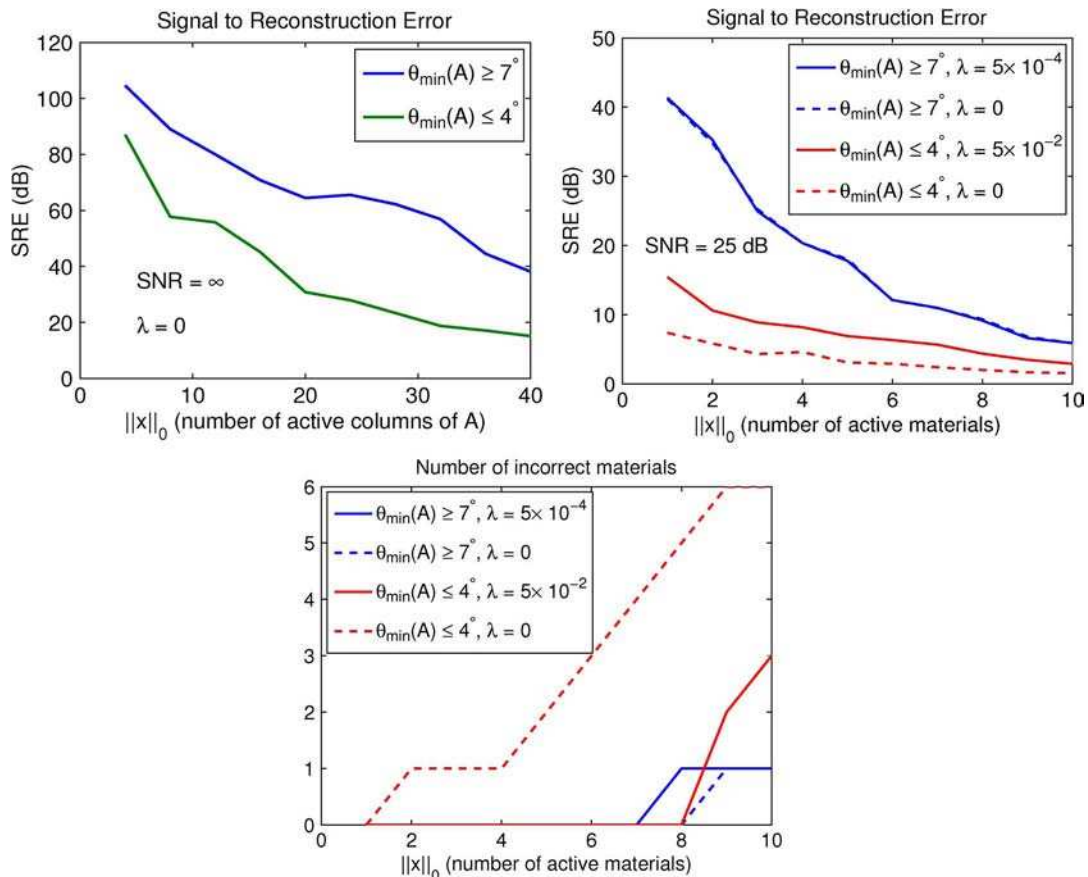 Signal to Reconstruction Error
120
100
80
60
40
20
0
SRE (dB)
θmin(A) ≥ 7°
θmin(A) ≤ 4°
SNR = ∞
λ = 0
0 10 20 30 40
||x||0 (number of active columns of A)
Signal to Reconstruction Error
50
40
30
20
10
0
SRE (dB)
θmin(A) ≥ 7°, λ = 5× 10⁻⁴
θmin(A) ≥ 7°, λ = 0
θmin(A) ≤ 4°, λ = 5× 10⁻²
θmin(A) ≤ 4°, λ = 0
SNR = 25 dB
0 2 4 6 8 10
||x||0 (number of active materials)
Number of incorrect materials
6
5
4
3
2
1
0
θmin(A) ≥ 7°, λ = 5× 10⁻⁴
θmin(A) ≥ 7°, λ = 0
θmin(A) ≤ 4°, λ = 5× 10⁻²
θmin(A) ≤ 4°, λ = 0
0 2 4 6 8 10
||x||0 (number of active materials)